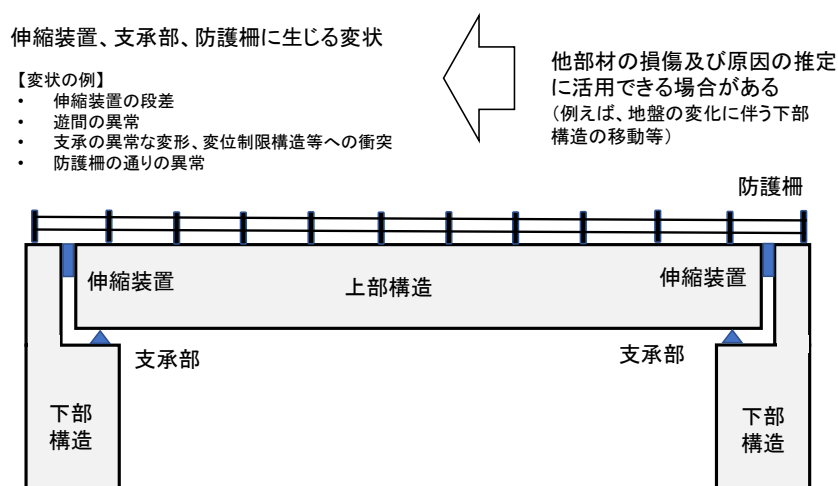 伸縮装置、支承部、防護柵に生じる変状
【変状の例】
• 伸縮装置の段差
• 遊間の異常
• 支承の異常な変形、変位制限構造等への衝突
• 防護柵の通りの異常
他部材の損傷及び原因の推定
に活用できる場合がある
（例えば、地盤の変化に伴う下部
構造の移動等）
防護柵
伸縮装置
上部構造
伸縮装置
支承部
支承部
下部
構造
下部
構造